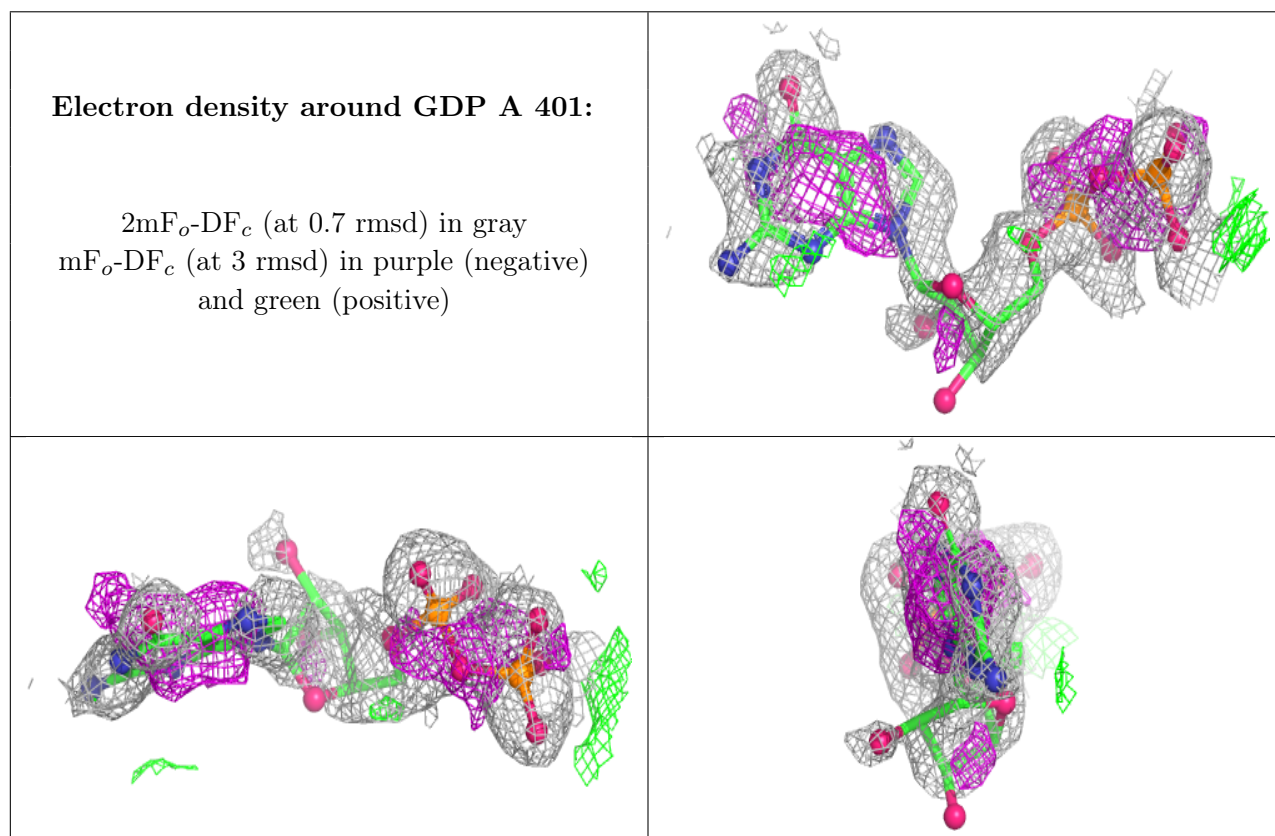 Electron density around GDP A 401:
2mFo-DFc (at 0.7 rmsd) in gray
mFo-DFc (at 3 rmsd) in purple (negative)
and green (positive)